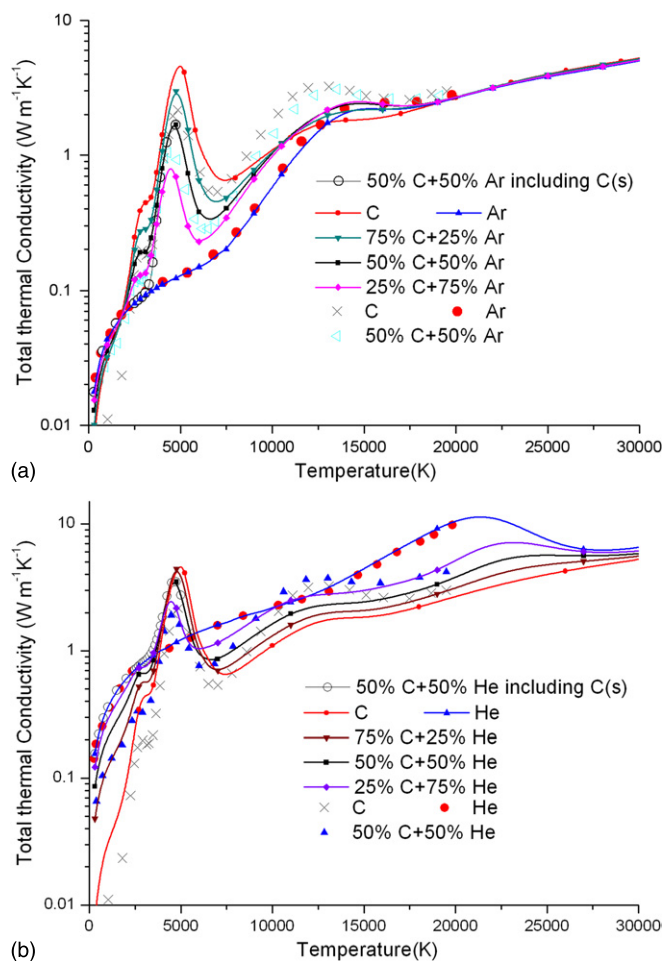 10
1
0.1
0.01
Total thermal Conductivity (W m-1K-1)
50% C+50% Ar including C(s)
C Ar
75% C+25% Ar
50% C+50% Ar
25% C+75% Ar
C Ar
50% C+50% Ar
0 5000 10000 15000 20000 25000 30000
(a) Temperature(K)
10
1
0.1
0.01
Total thermal Conductivity (W m-1K-1)
50% C+50% He including C(s)
C He
75% C+25% He
50% C+50% He
25% C+75% He
C He
50% C+50% He
0 5000 10000 15000 20000 25000 30000
(b) Temperature(K)